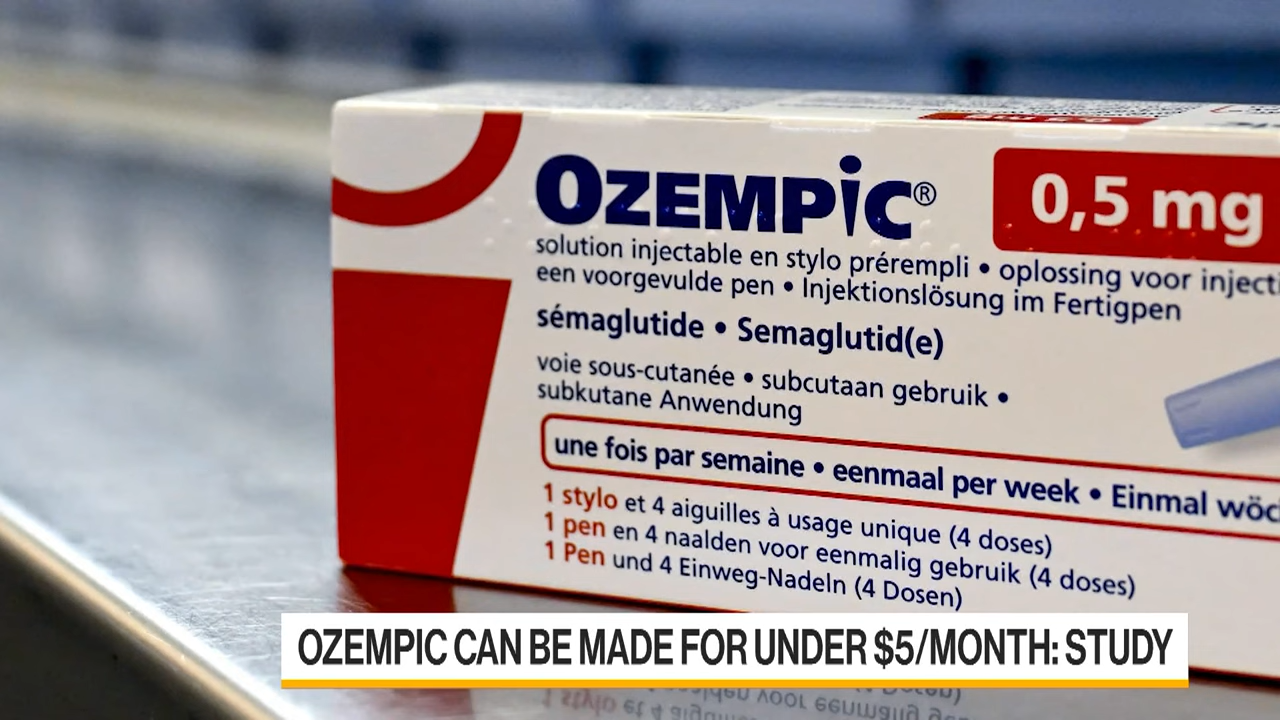 OZEMPIC®
0,5 mg
solution injectable en stylo prérempli • oplossing voor injecti
een voorgevulde pen • Injektionslösung im Fertigpen
sémaglutide • Semaglutid(e)
voie sous-cutanée • subcutaan gebruik •
subkutane Anwendung
une fois par semaine • eenmaal per week • Einmal wöc
1 stylo et 4 aiguilles à usage unique (4 doses)
1 pen en 4 naalden voor eenmalig gebruik (4 doses)
1 Pen und 4 Einweg-Nadeln (4 Dosen)
OZEMPIC CAN BE MADE FOR UNDER $5/MONTH: STUDY